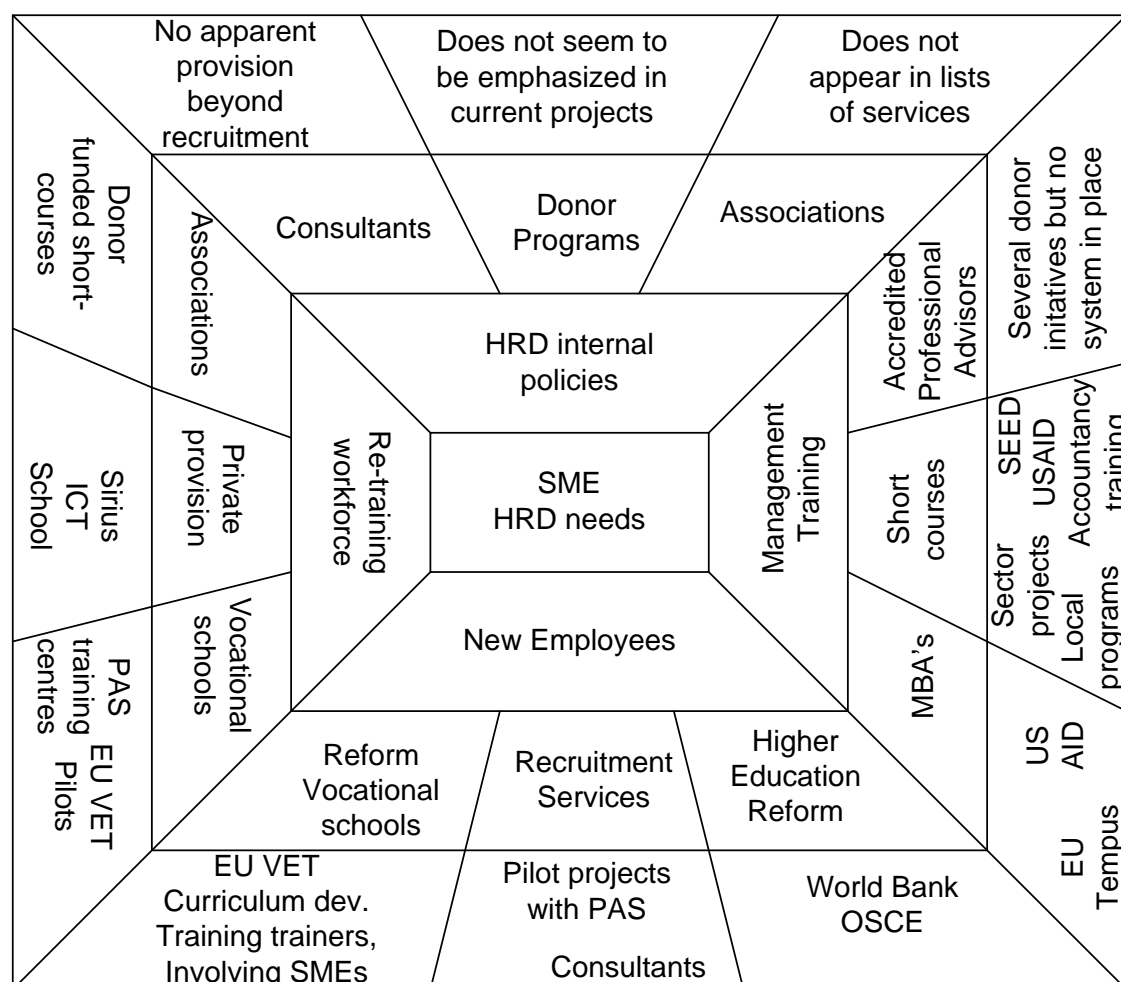 No apparent
provision
beyond
recruitment
Does not seem to
be emphasized in
current projects
Does not
appear in lists
of services
Donor
funded short-
courses
Associations
Consultants
Donor
Programs
Associations
Accredited
Professional
Advisors
Several donor
initatives but no
system in place
HRD internal
policies
Sirius
ICT
School
Private
provision
Re-training
workforce
SME
HRD needs
Management
Training
Short
courses
SEED
USAID
Accountancy
training
Sector
projects
Local
programs
New Employees
PAS
training
centres
EU VET
Pilots
Vocational
schools
MBA’s
US
AID
EU
Tempus
Reform
Vocational
schools
Recruitment
Services
Higher
Education
Reform
EU VET
Curriculum dev.
Training trainers,
Involving SMEs
Pilot projects
with PAS
Consultants
World Bank
OSCE